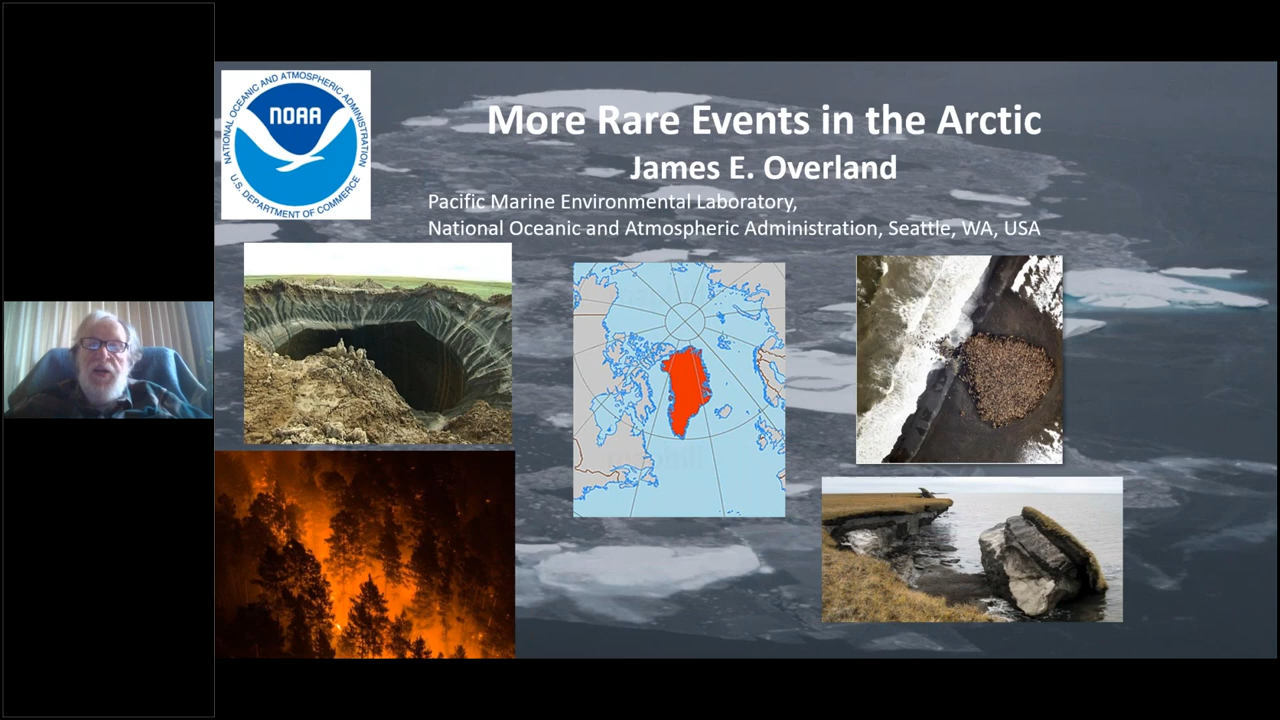 NATIONAL OCEANIC AND ATMOSPHERIC ADMINISTRATION
NOAA
U.S. DEPARTMENT OF COMMERCE
More Rare Events in the Arctic
James E. Overland
Pacific Marine Environmental Laboratory,
National Oceanic and Atmospheric Administration, Seattle, WA, USA